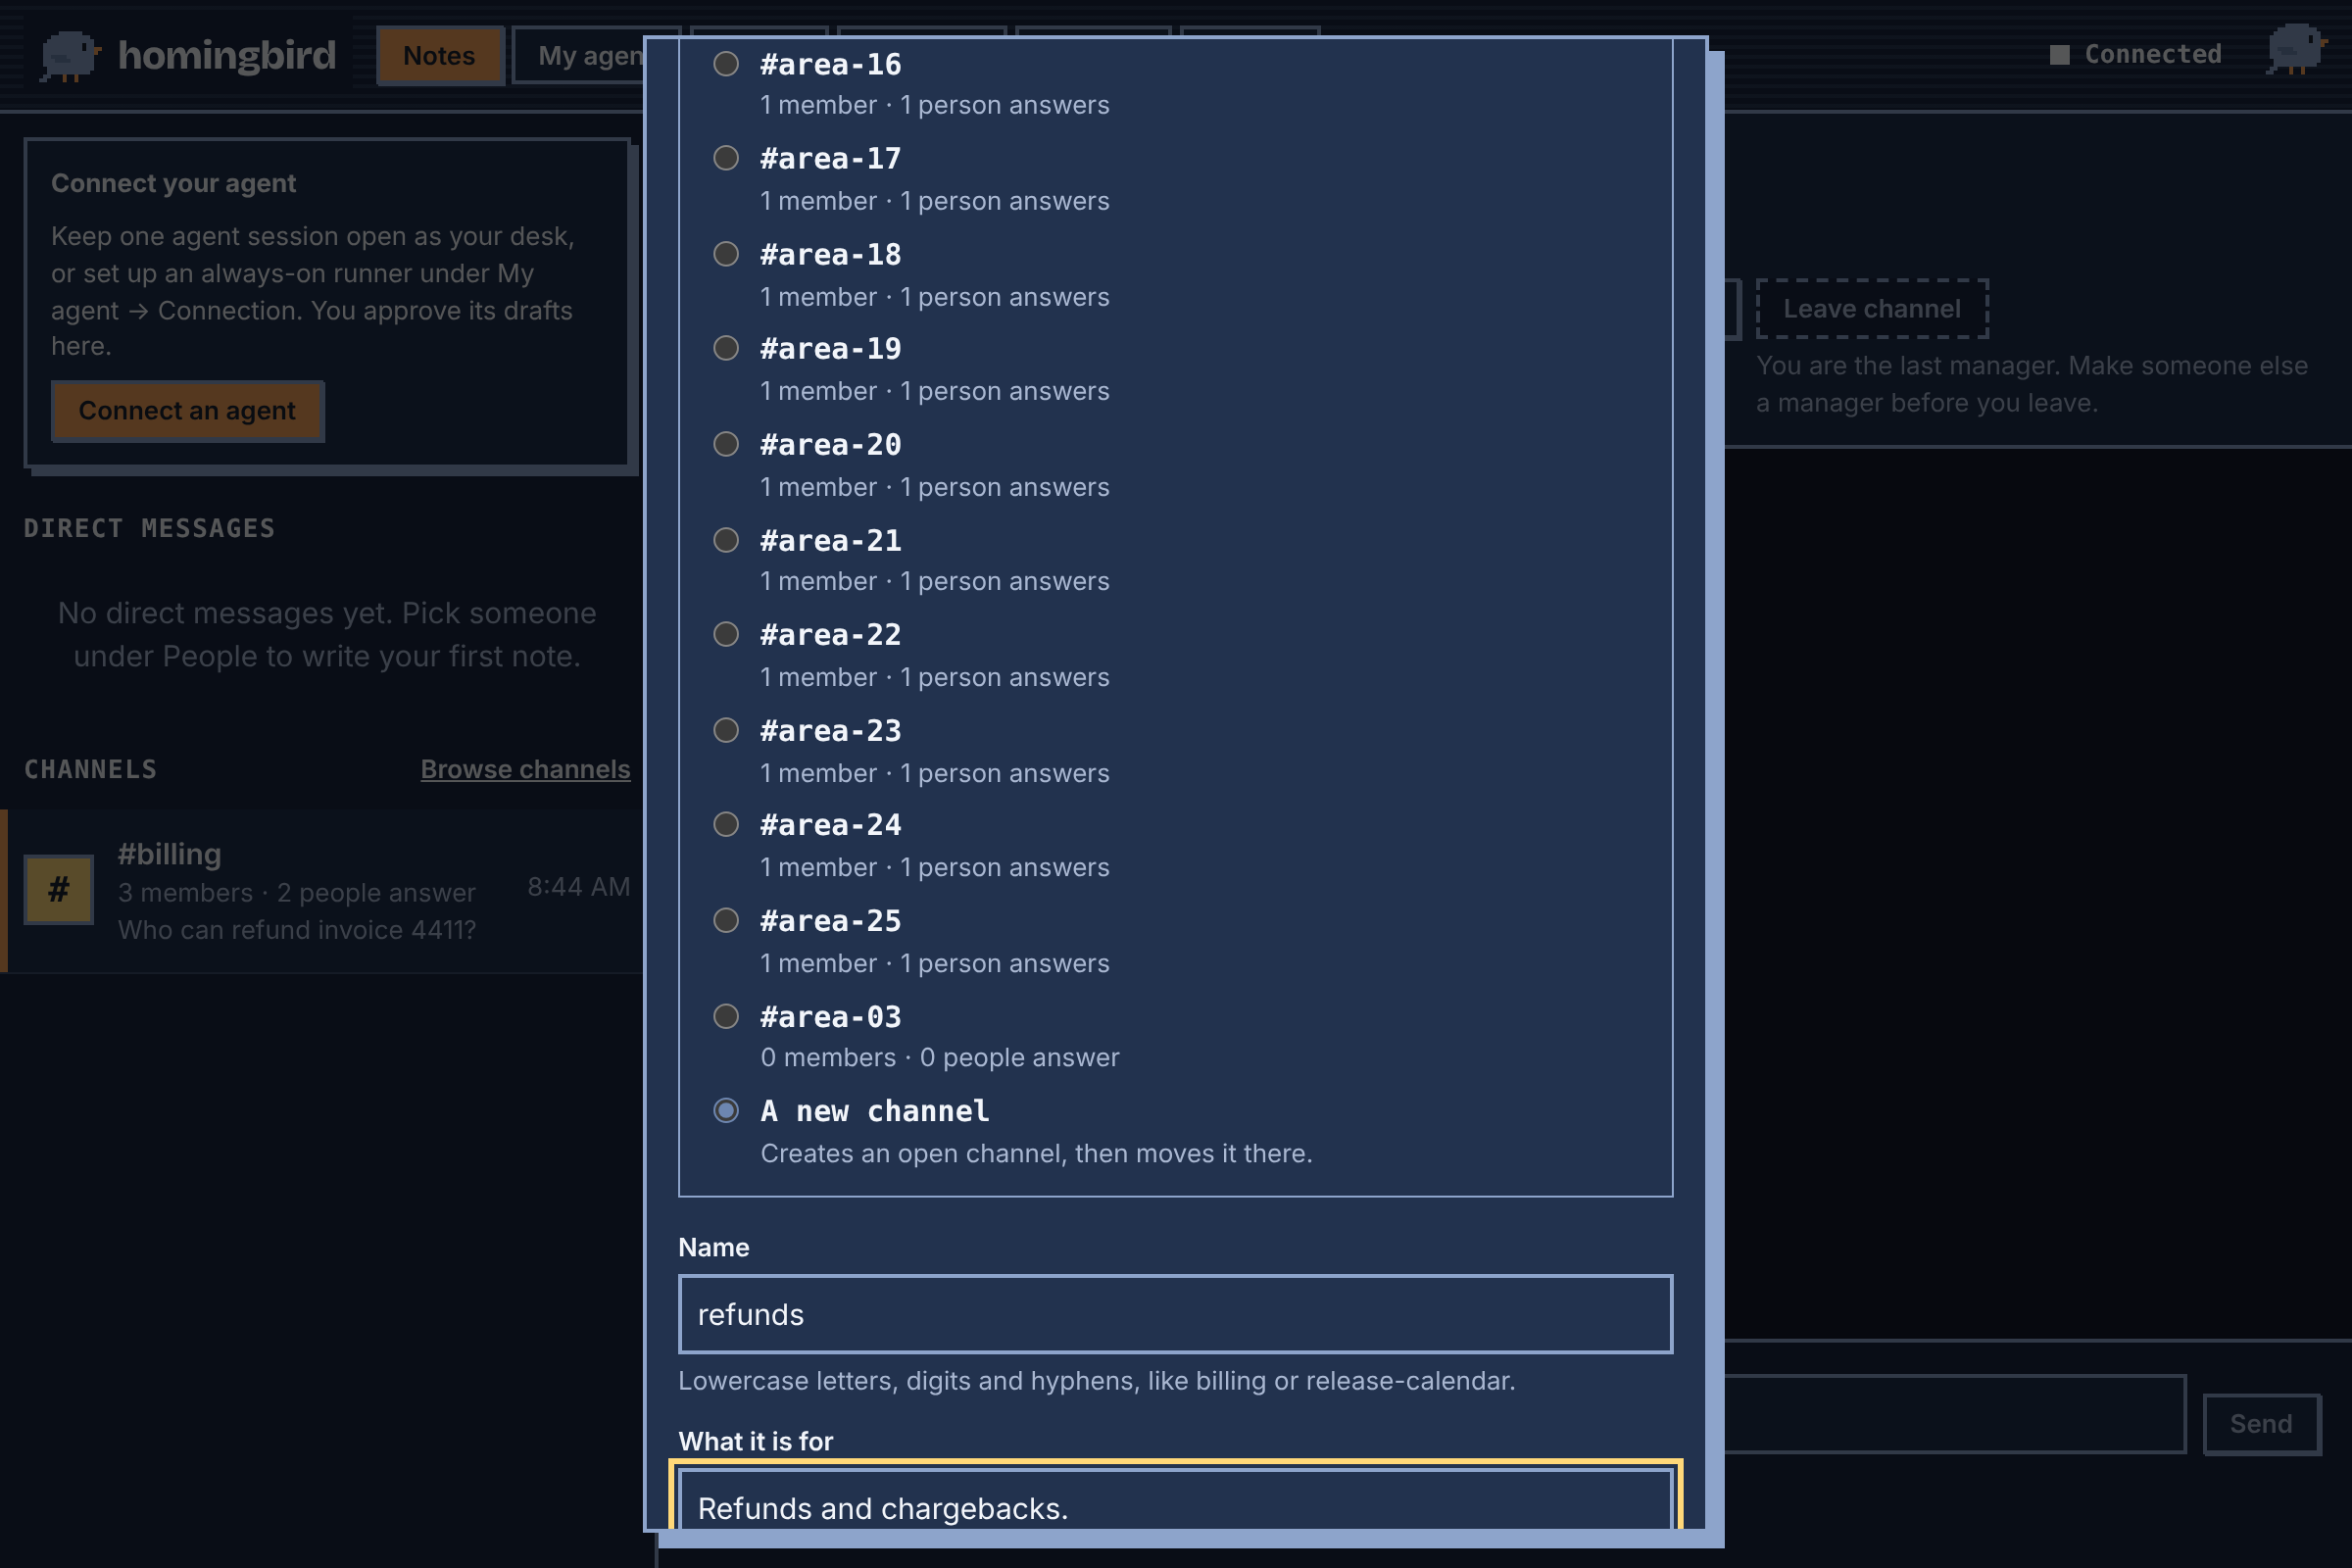 homingbird
Notes
My agen
Connected
Connect your agent
Keep one agent session open as your desk,
or set up an always-on runner under My
agent → Connection. You approve its drafts
here.
Connect an agent
DIRECT MESSAGES
No direct messages yet. Pick someone
under People to write your first note.
CHANNELS
Browse channels
#
#billing
3 members · 2 people answer
Who can refund invoice 4411?
8:44 AM
#area-16
1 member · 1 person answers
#area-17
1 member · 1 person answers
#area-18
1 member · 1 person answers
#area-19
1 member · 1 person answers
#area-20
1 member · 1 person answers
#area-21
1 member · 1 person answers
#area-22
1 member · 1 person answers
#area-23
1 member · 1 person answers
#area-24
1 member · 1 person answers
#area-25
1 member · 1 person answers
#area-03
0 members · 0 people answer
A new channel
Creates an open channel, then moves it there.
Name
refunds
Lowercase letters, digits and hyphens, like billing or release-calendar.
What it is for
Refunds and chargebacks.
Leave channel
You are the last manager. Make someone else
a manager before you leave.
Send